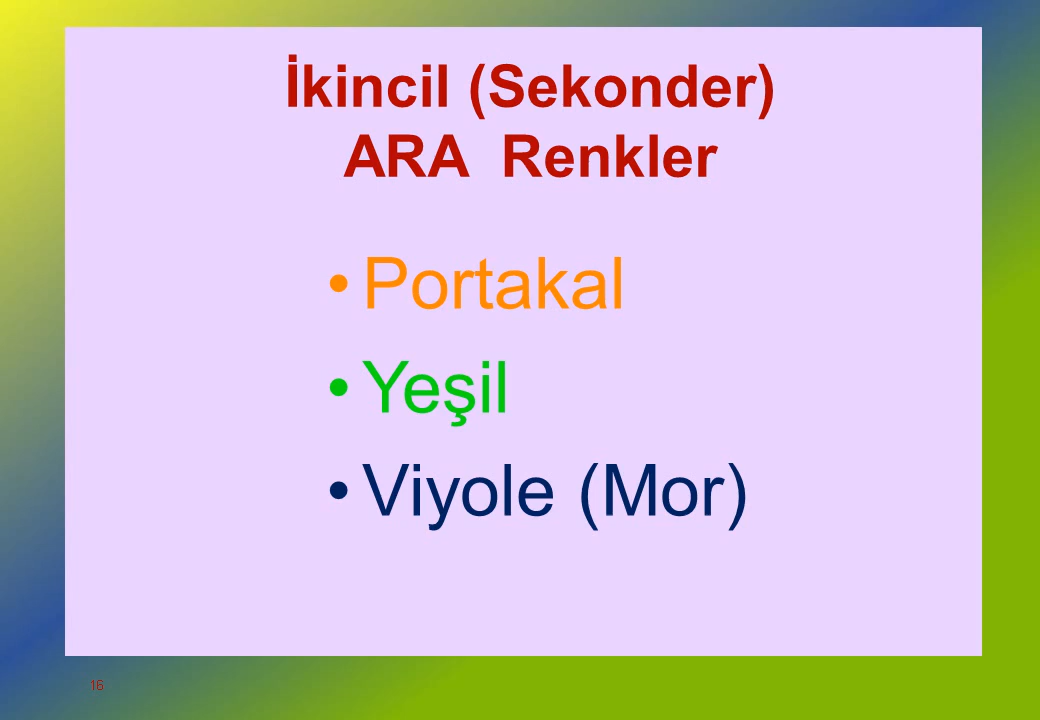 İkincil (Sekonder)
ARA  Renkler
•Portakal
•Yeşil
•Viyole (Mor)
16